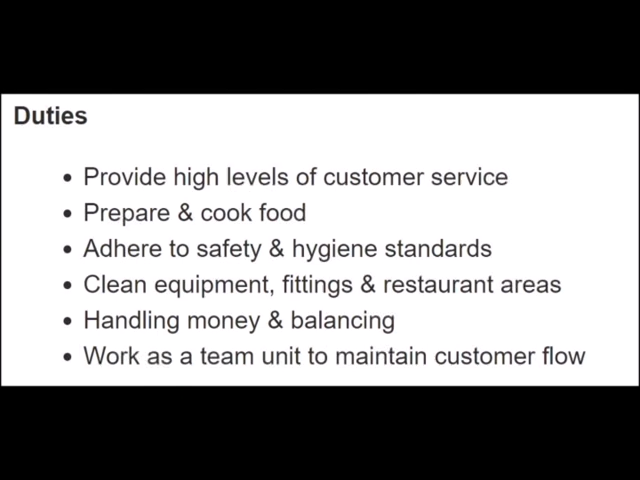 Duties
• Provide high levels of customer service
• Prepare & cook food
• Adhere to safety & hygiene standards
• Clean equipment, fittings & restaurant areas
• Handling money & balancing
• Work as a team unit to maintain customer flow